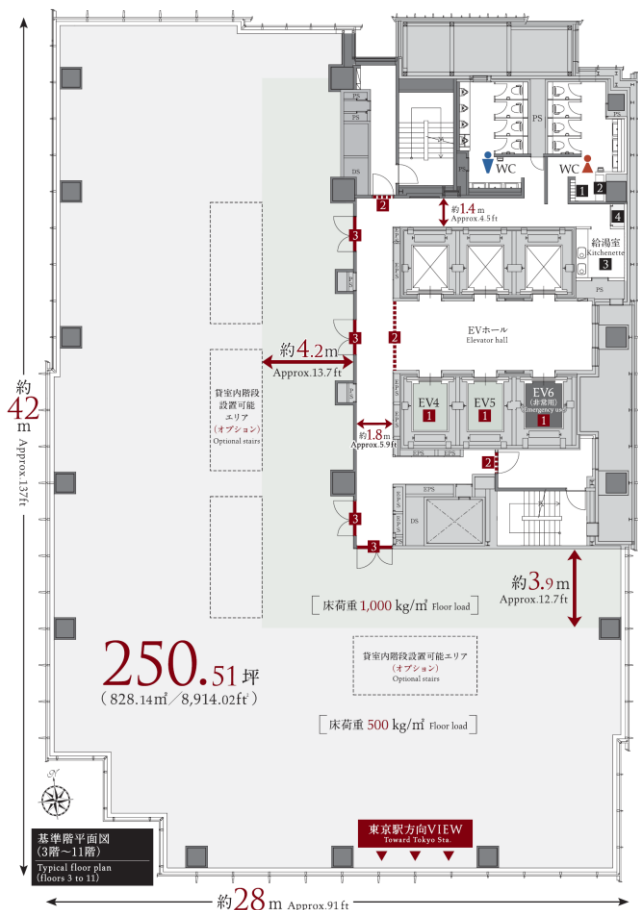 PS
PS
DS
PS
PS
PS
WC
WC
1
2
4
給湯室
Kitchenette
3
PS
2
約1.4m
Approx.4.5ft
3
EVホール
Elevator hall
2
3
約4.2m
Approx.13.7ft
貸室内階段
設置可能
エリア
(オプション)
Optional stairs
EV4
1
EV5
1
EV6
(非常用)
Emergency use
1
約1.8m
Approx.5.9ft
EPS
EPS
2
EPS
DS
3
3
約42m
Approx.137ft
約3.9m
Approx.12.7ft
[床荷重 1,000 kg/㎡ Floor load]
250.51坪
(828.14㎡/8,914.02ft²)
貸室内階段設置可能エリア
(オプション)
Optional stairs
[床荷重 500 kg/㎡ Floor load]
基準階平面図
(3階〜11階)
Typical floor plan
(floors 3 to 11)
東京駅方向VIEW
Toward Tokyo Sta.
約28m Approx.91ft